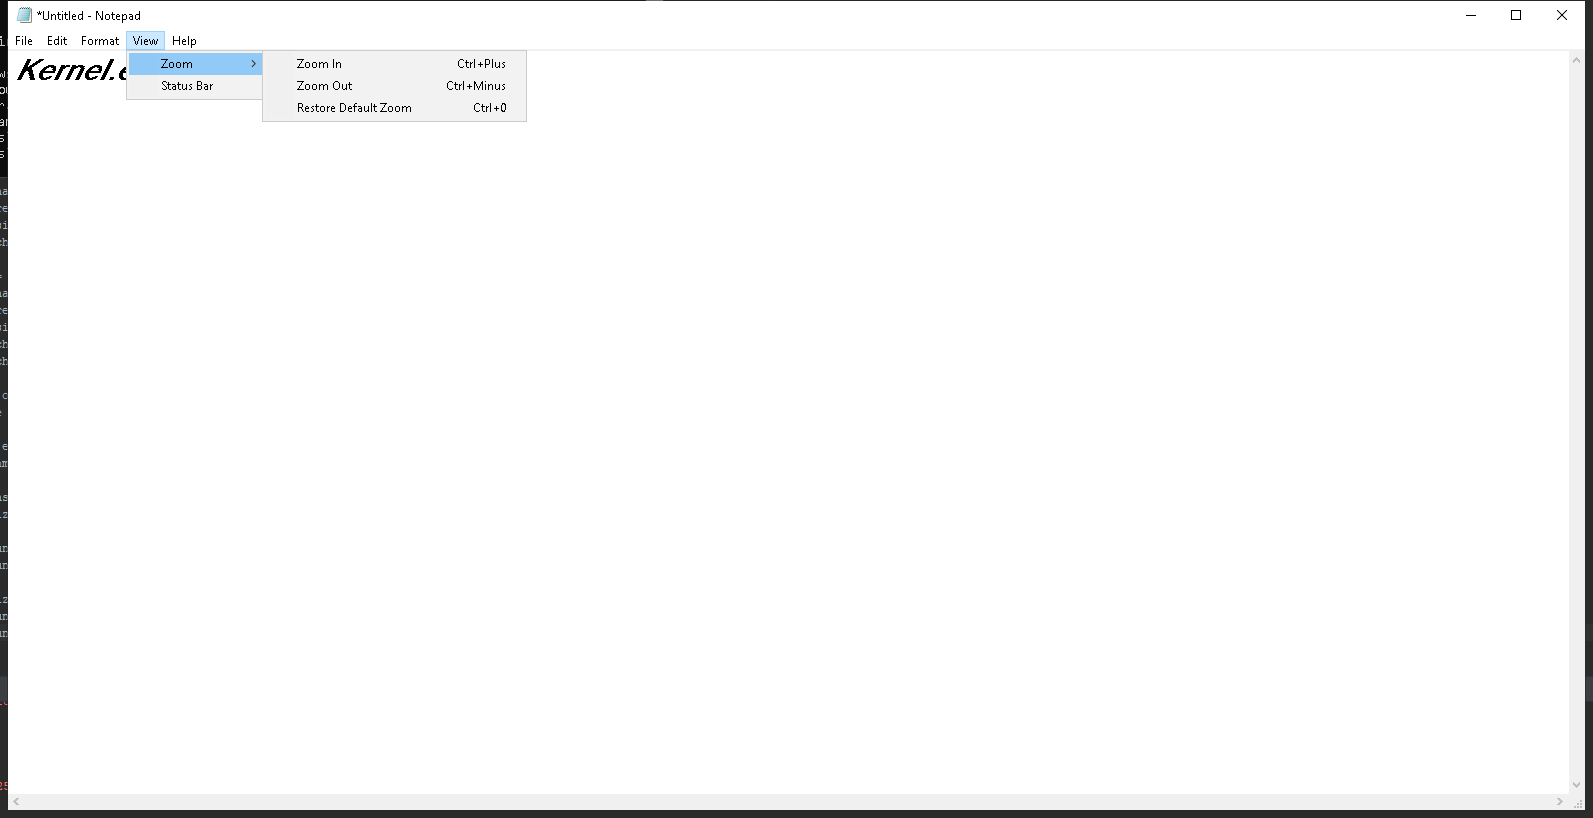 *Untitled - Notepad
File Edit Format View Help
Kernel.e
Zoom
Status Bar
Zoom In Ctrl+Plus
Zoom Out Ctrl+Minus
Restore Default Zoom Ctrl+0